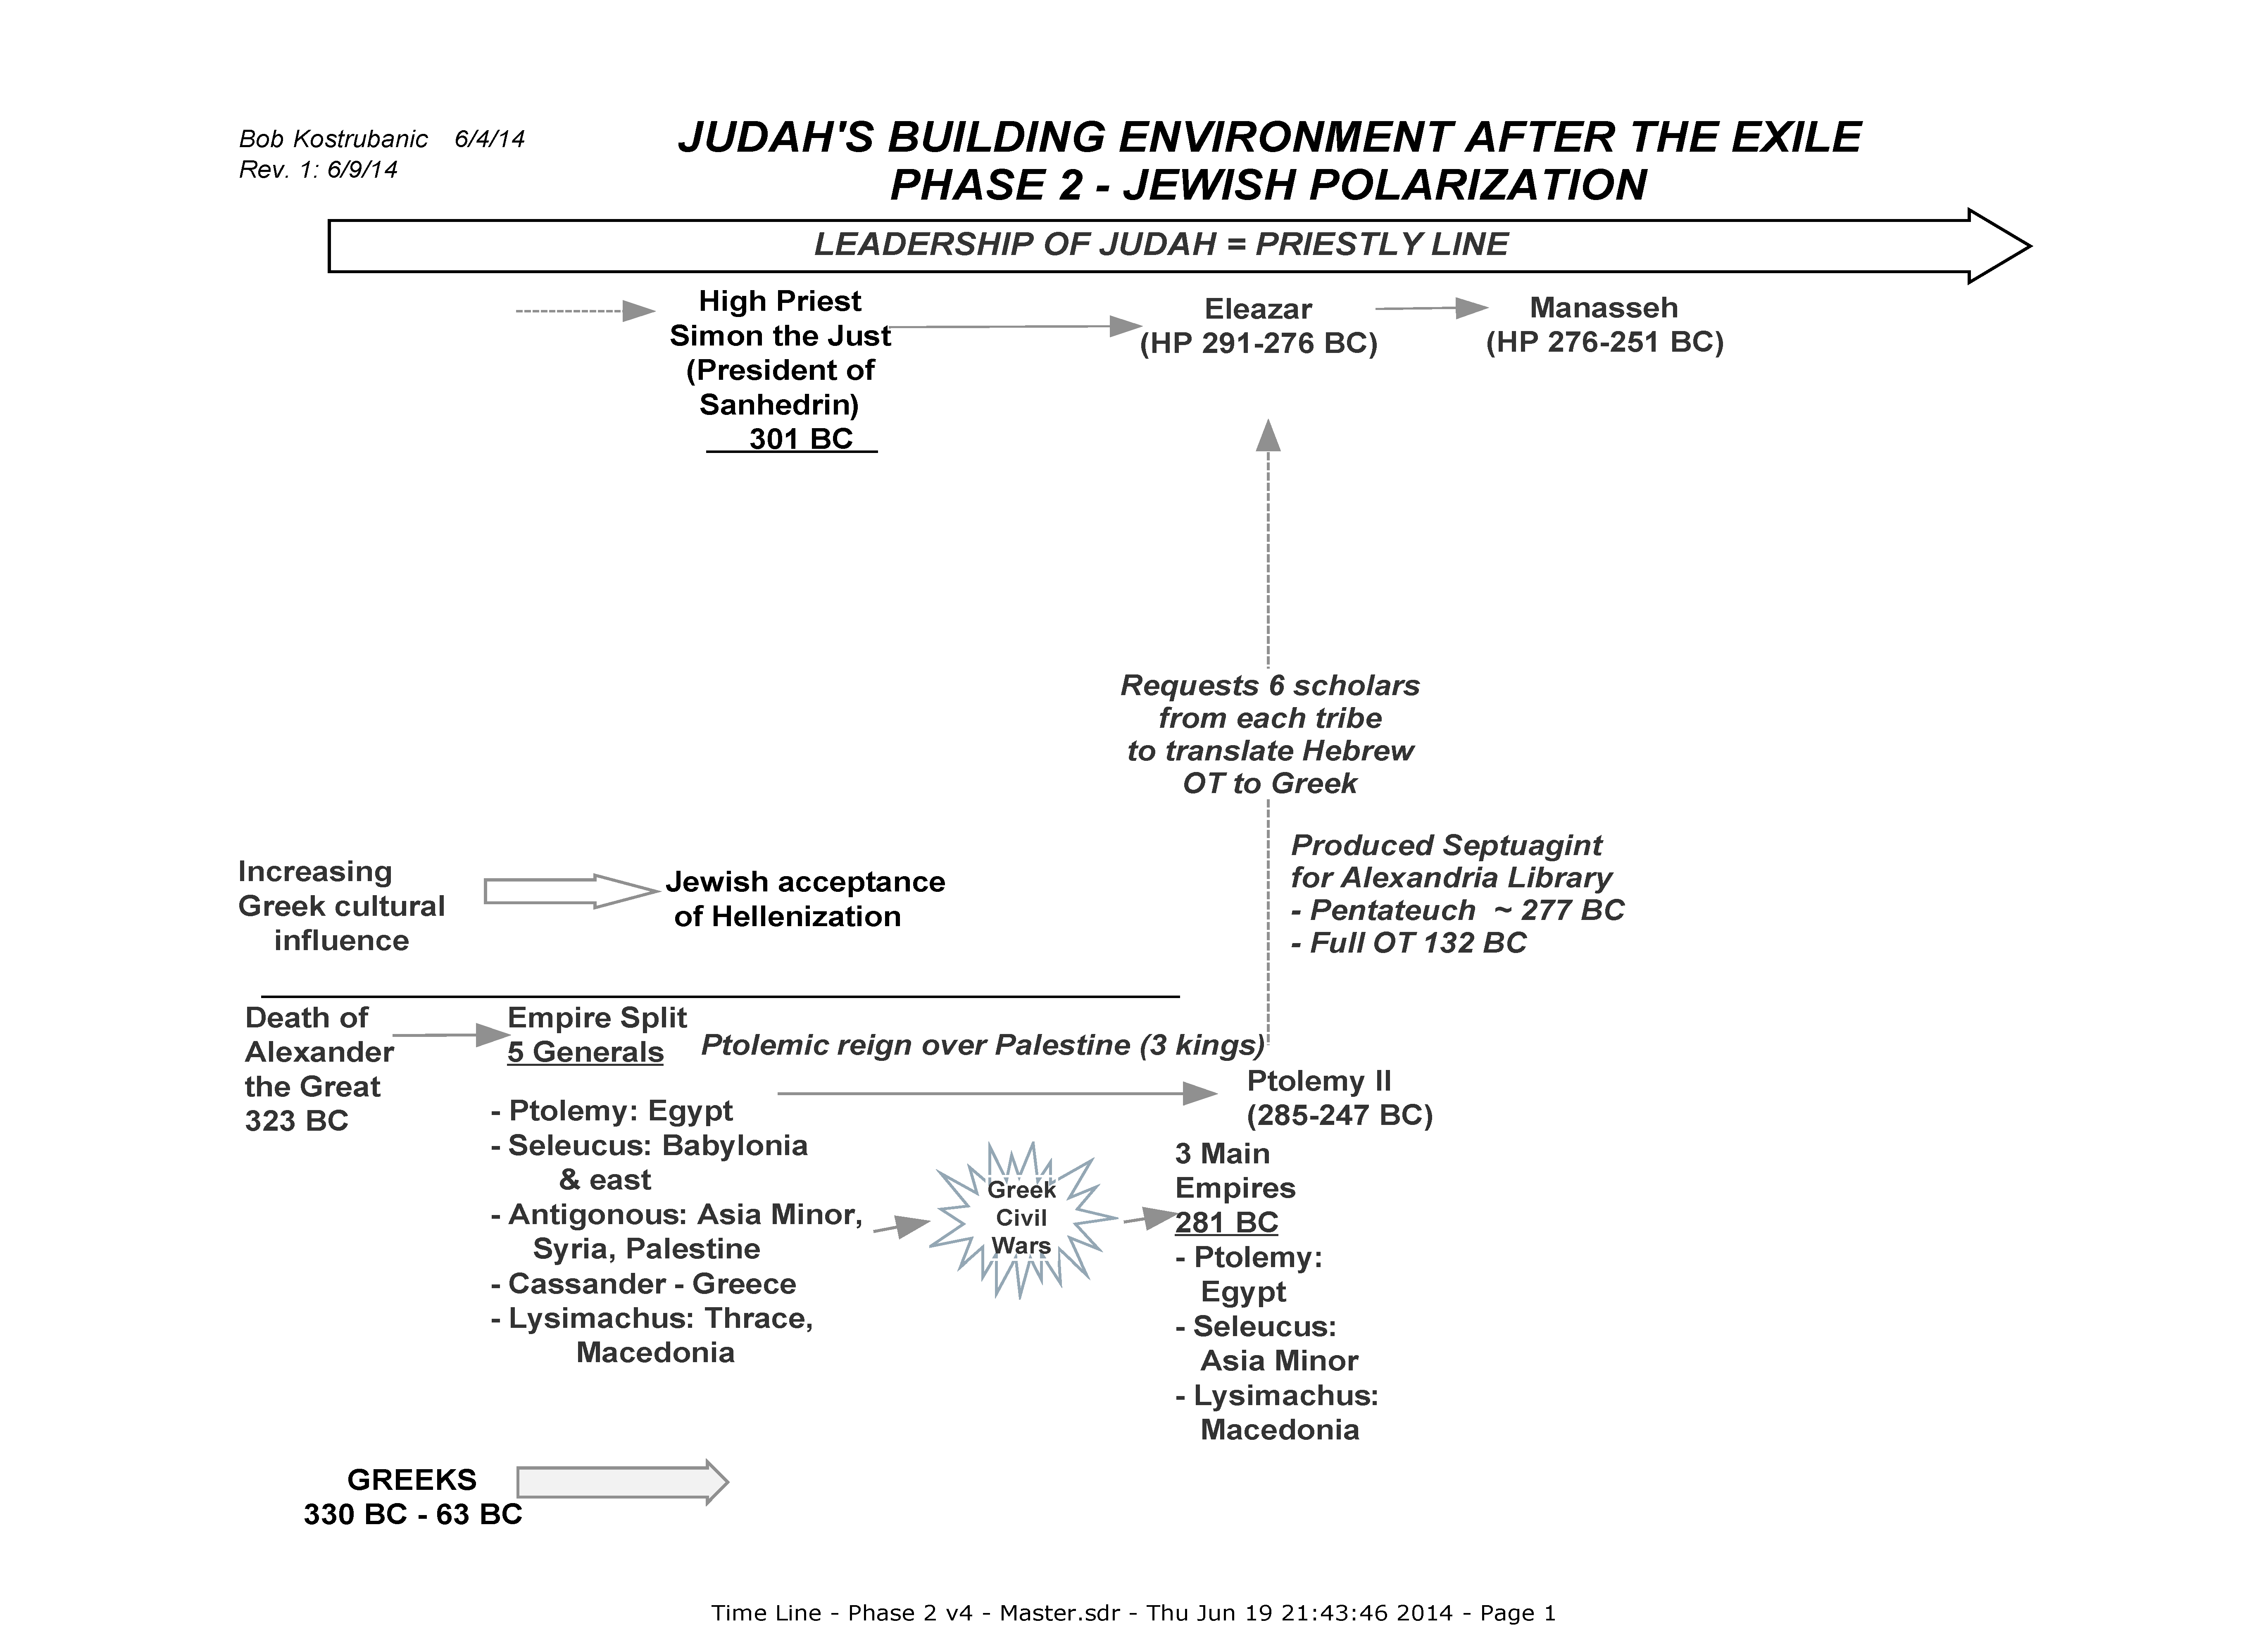 Bob Kostrubanic 6/4/14
Rev. 1: 6/9/14
JUDAH'S BUILDING ENVIRONMENT AFTER THE EXILE
PHASE 2 - JEWISH POLARIZATION
LEADERSHIP OF JUDAH = PRIESTLY LINE
High Priest
Simon the Just
(President of
Sanhedrin)
301 BC
Eleazar
(HP 291-276 BC)
Manasseh
(HP 276-251 BC)
Requests 6 scholars
from each tribe
to translate Hebrew
OT to Greek
Produced Septuagint
for Alexandria Library
- Pentateuch ~ 277 BC
- Full OT 132 BC
Increasing
Greek cultural
influence
Jewish acceptance
of Hellenization
Death of
Alexander
the Great
323 BC
Empire Split
5 Generals
- Ptolemy: Egypt
- Seleucus: Babylonia
& east
- Antigonous: Asia Minor,
Syria, Palestine
- Cassander - Greece
- Lysimachus: Thrace,
Macedonia
Ptolemic reign over Palestine (3 kings)
Ptolemy II
(285-247 BC)
Greek
Civil
Wars
3 Main
Empires
281 BC
- Ptolemy:
Egypt
- Seleucus:
Asia Minor
- Lysimachus:
Macedonia
GREEKS
330 BC - 63 BC
Time Line - Phase 2 v4 - Master.sdr - Thu Jun 19 21:43:46 2014 - Page 1